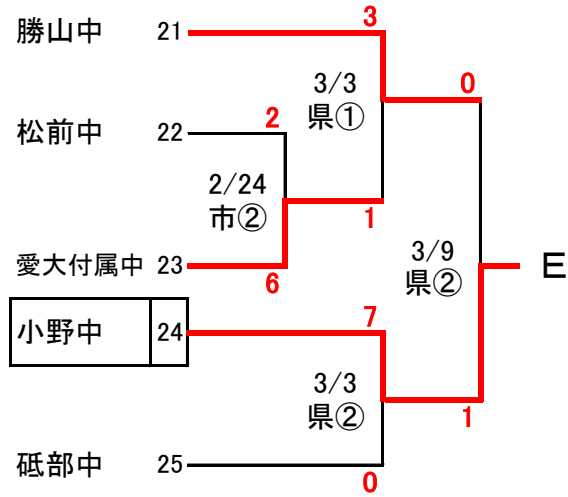 勝山中 21
3
3/3
県①
0
松前中 22
2
2/24
市②
1
愛大付属中 23
6
3/9
県②
E
小野中 24
7
3/3
県②
1
砥部中 25
0